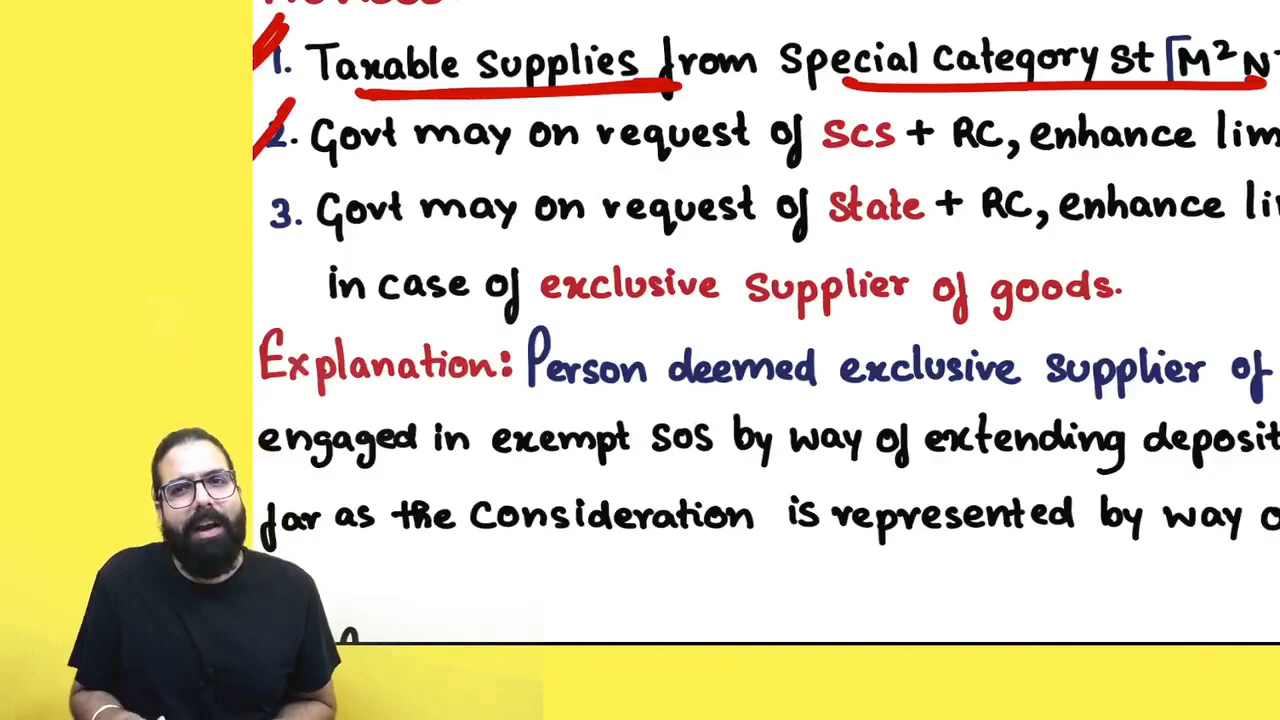 1. Taxable Supplies from Special Category St [M²N
2. Govt may on request of SCS + RC, enhance lim
3. Govt may on request of State + RC, enhance li
in case of exclusive supplier of goods.
Explanation: Person deemed exclusive supplier of
engaged in exempt SOS by way of extending deposit
far as the Consideration is represented by way o